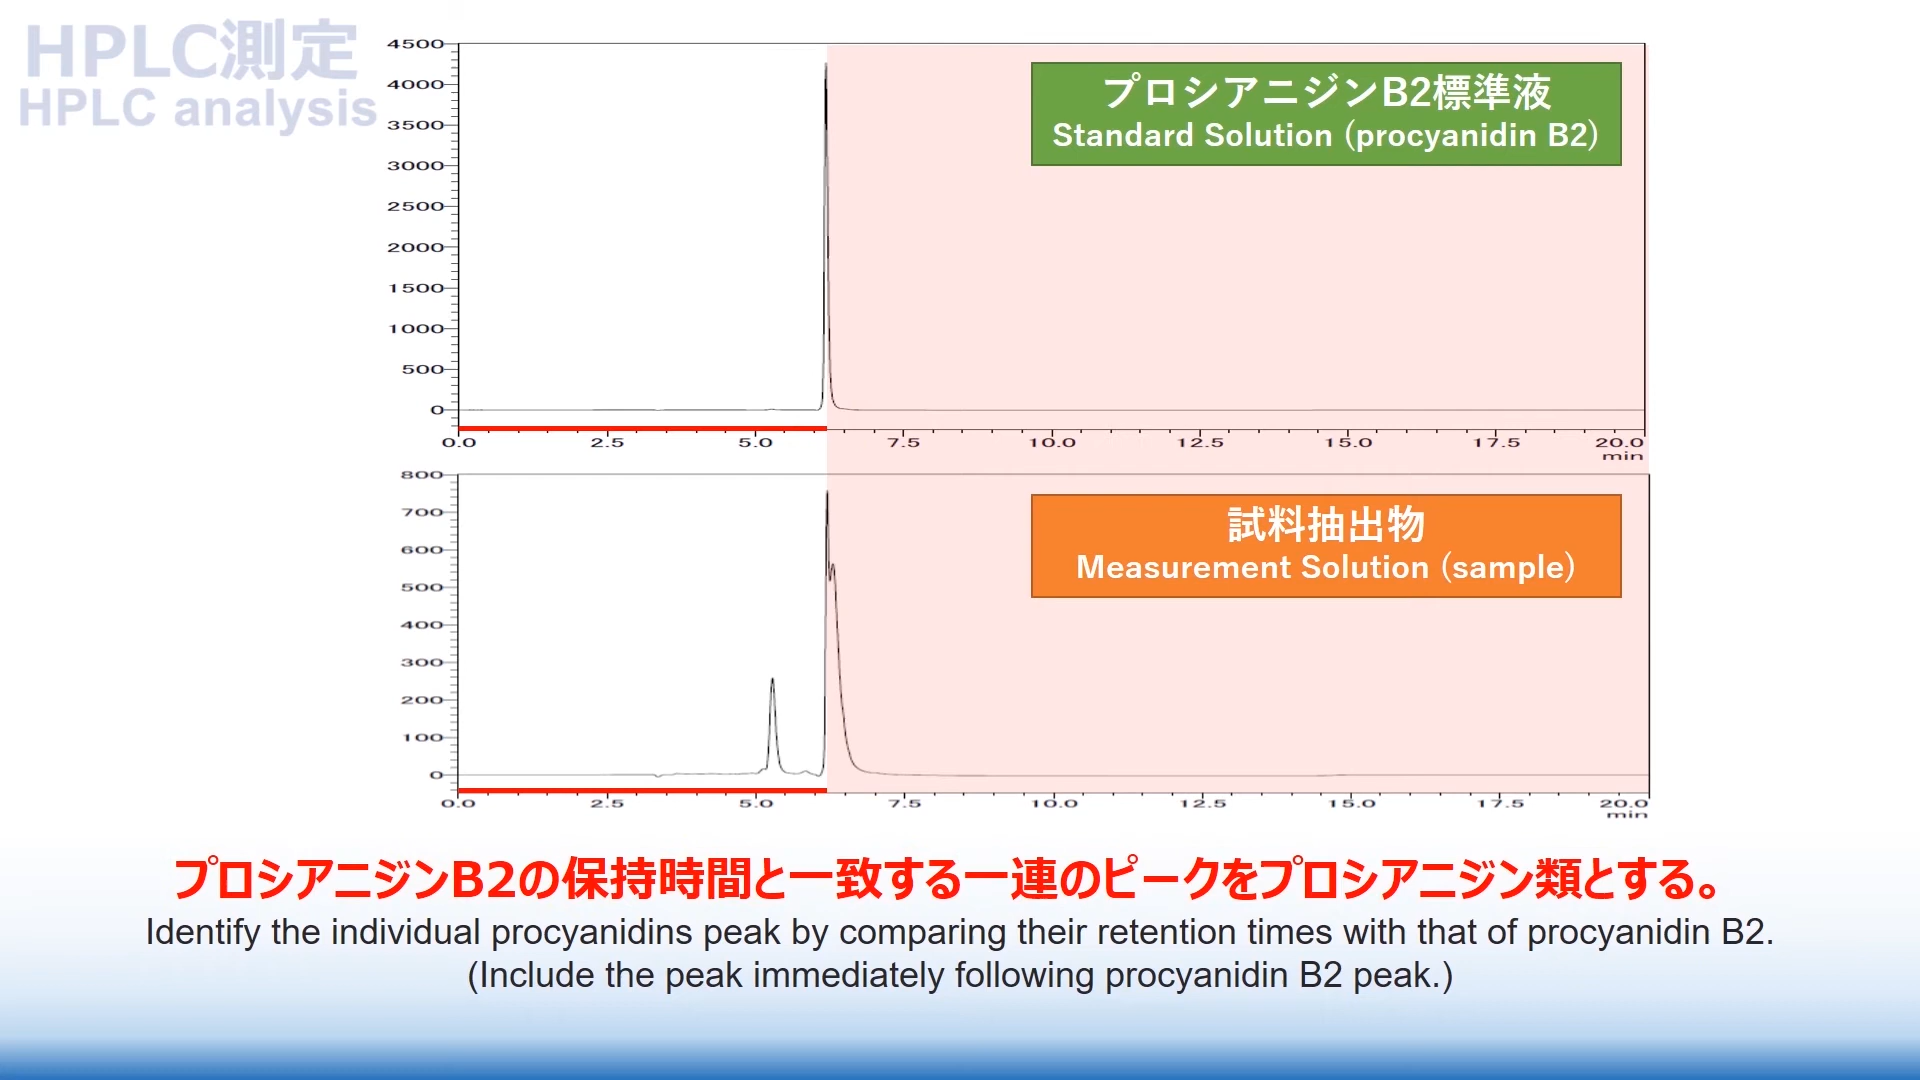 HPLC測定
HPLC analysis
4500
4000
3500
3000
2500
2000
1500
1000
500
0
0.0 2.5 5.0 7.5 10.0 12.5 15.0 17.5 20.0
min
プロシアニジンB2標準液
Standard Solution (procyanidin B2)
800
700
600
500
400
300
200
100
0
0.0 2.5 5.0 7.5 10.0 12.5 15.0 17.5 20.0
min
試料抽出物
Measurement Solution (sample)
プロシアニジンB2の保持時間と一致する一連のピークをプロシアニジン類とする。
Identify the individual procyanidins peak by comparing their retention times with that of procyanidin B2.
(Include the peak immediately following procyanidin B2 peak.)